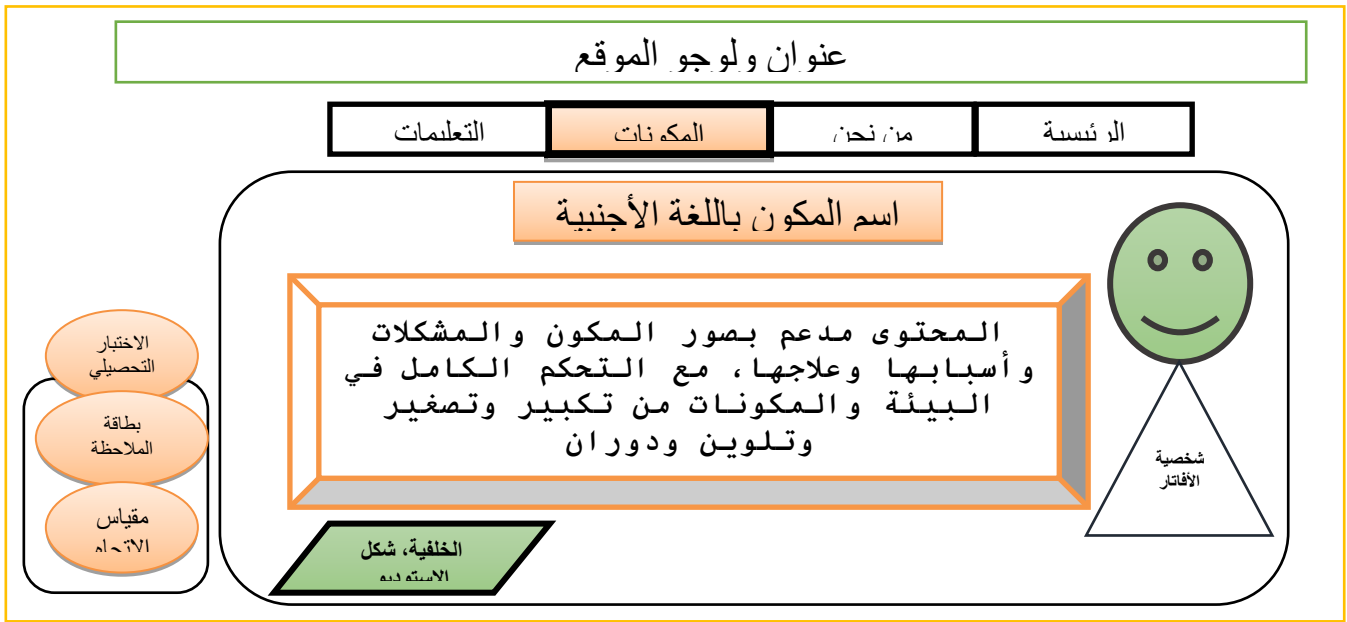 عنوان ولوجو الموقع
الرئيسية
من نحن
المكونات
التعليمات
اسم المكون باللغة الأجنبية
المحتوى مدعم بصور المكون والمشكلات
وأسبابها وعلاجها، مع التحكم الكامل في
البيئة والمكونات من تكبير وتصغير
وتلوين ودوران
شخصية
الأفاتار
الاختبار
التحصيلي
بطاقة
الملاحظة
مقياس
الاتجاه
الخلفية، شكل
الاستوديو